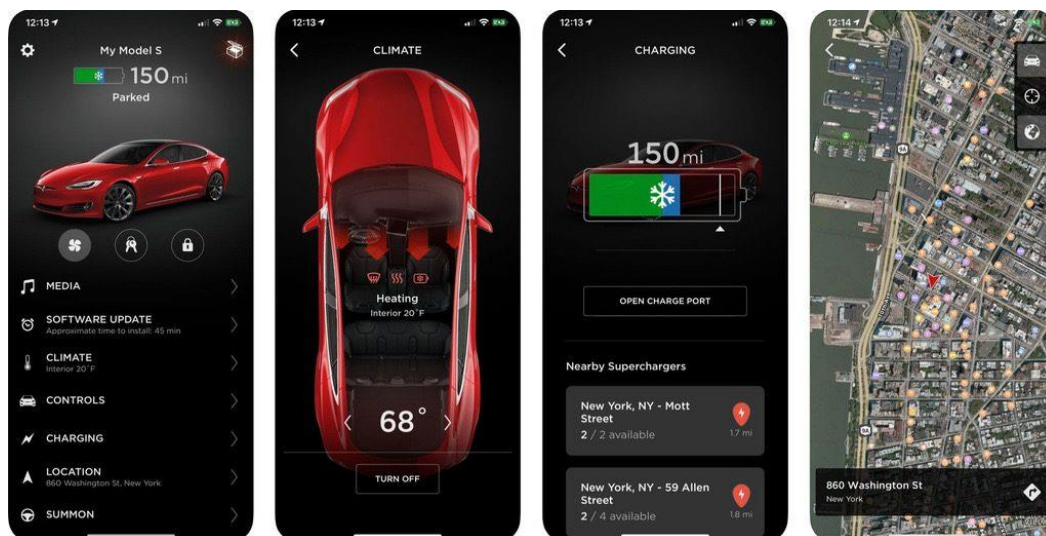 12:13
My Model S
150 mi
Parked
MEDIA
SOFTWARE UPDATE
Approximate time to install: 45 min
CLIMATE
Interior 20°F
CONTROLS
CHARGING
LOCATION
860 Washington St, New York
SUMMON
12:13
CLIMATE
Heating
Interior 20°F
68°
TURN OFF
12:13
CHARGING
150 mi
OPEN CHARGE PORT
Nearby Superchargers
New York, NY - Mott
Street
2 / 2 available
1.7 mi
New York, NY - 59 Allen
Street
2 / 4 available
1.8 mi
12:14
9A
9A
860 Washington St
New York